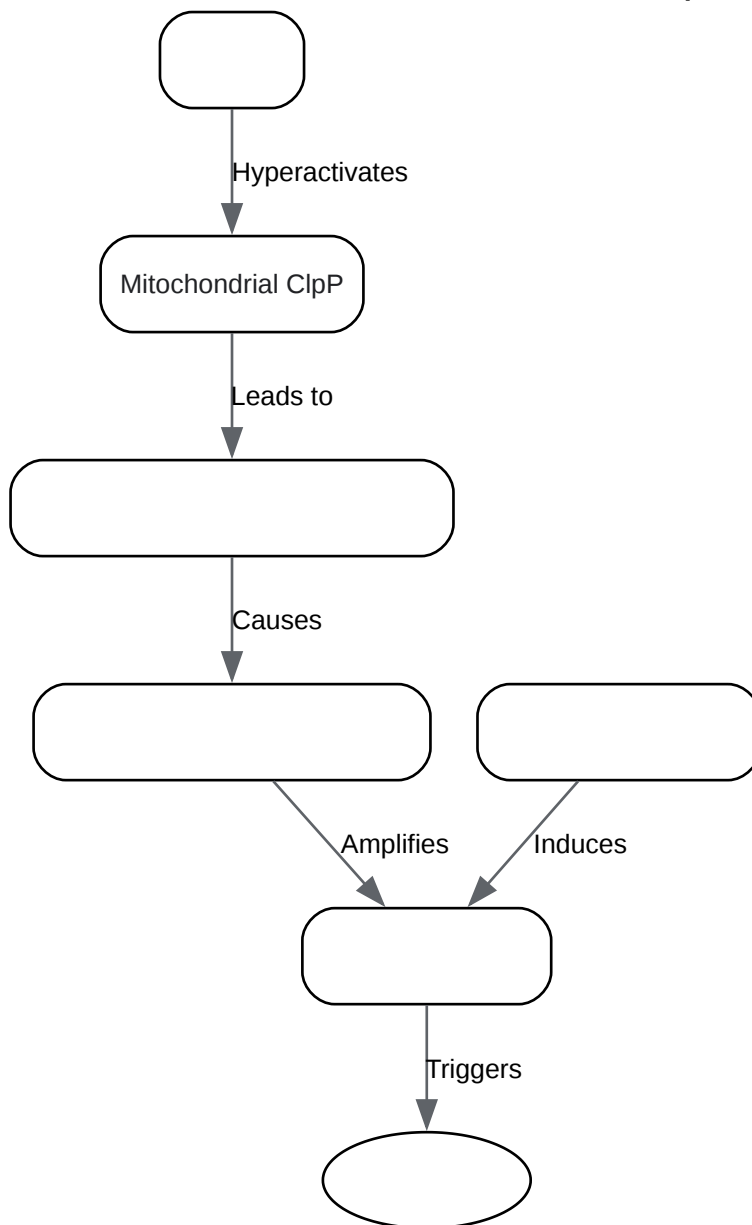 Hyperactivates
Mitochondrial ClpP
Leads to
Causes
Amplifies
Induces
Triggers